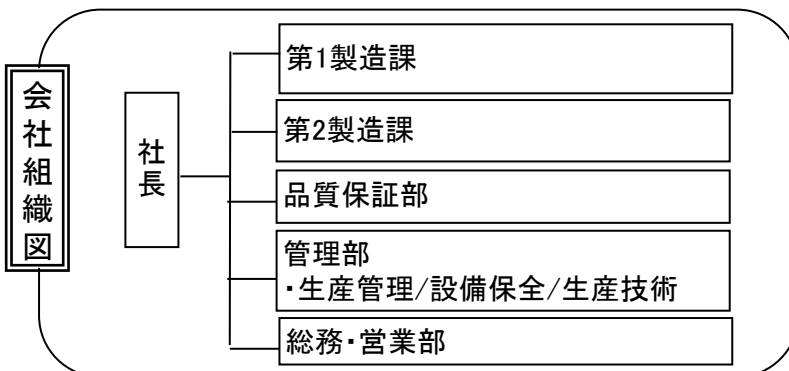 会社組織図
社長
第1製造課
第2製造課
品質保証部
管理部
・生産管理/設備保全/生産技術
総務・営業部